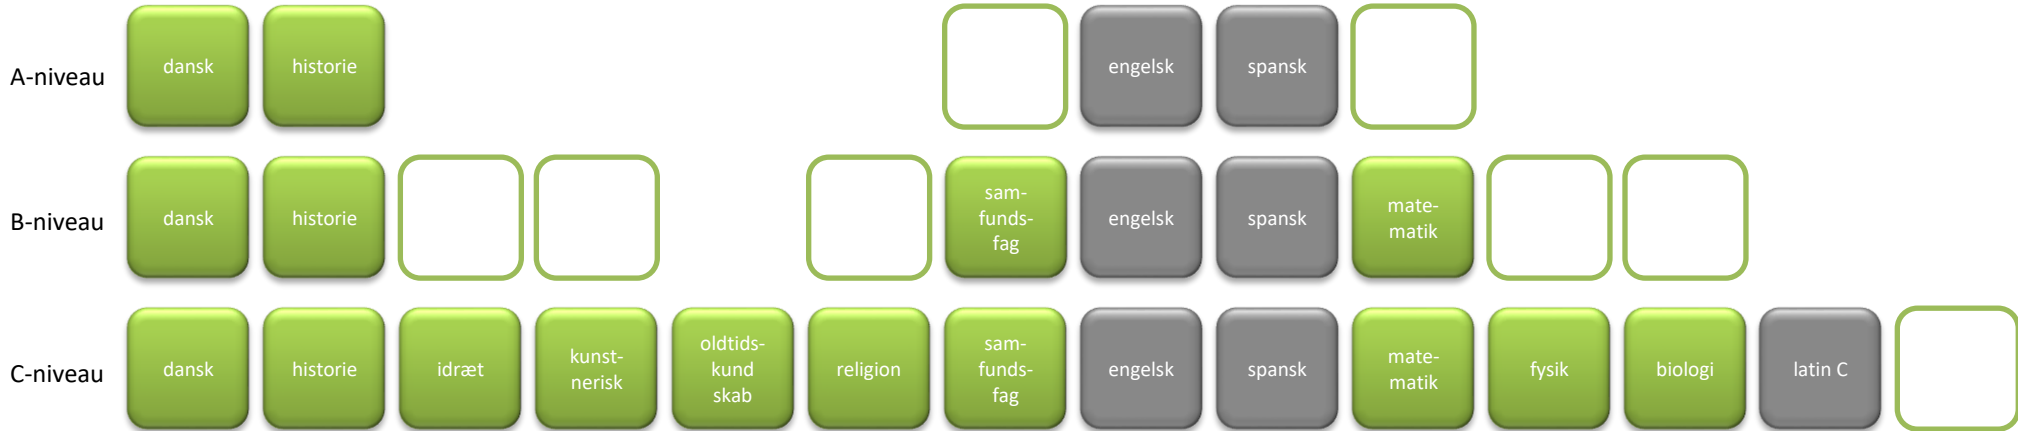 A-niveau
dansk
historie
engelsk
spansk
B-niveau
dansk
historie
sam-
funds-
fag
engelsk
spansk
mate-
matik
C-niveau
dansk
historie
idræt
kunst-
nerisk
oldtids-
kund
skab
religion
sam-
funds-
fag
engelsk
spansk
mate-
matik
fysik
biologi
latin C